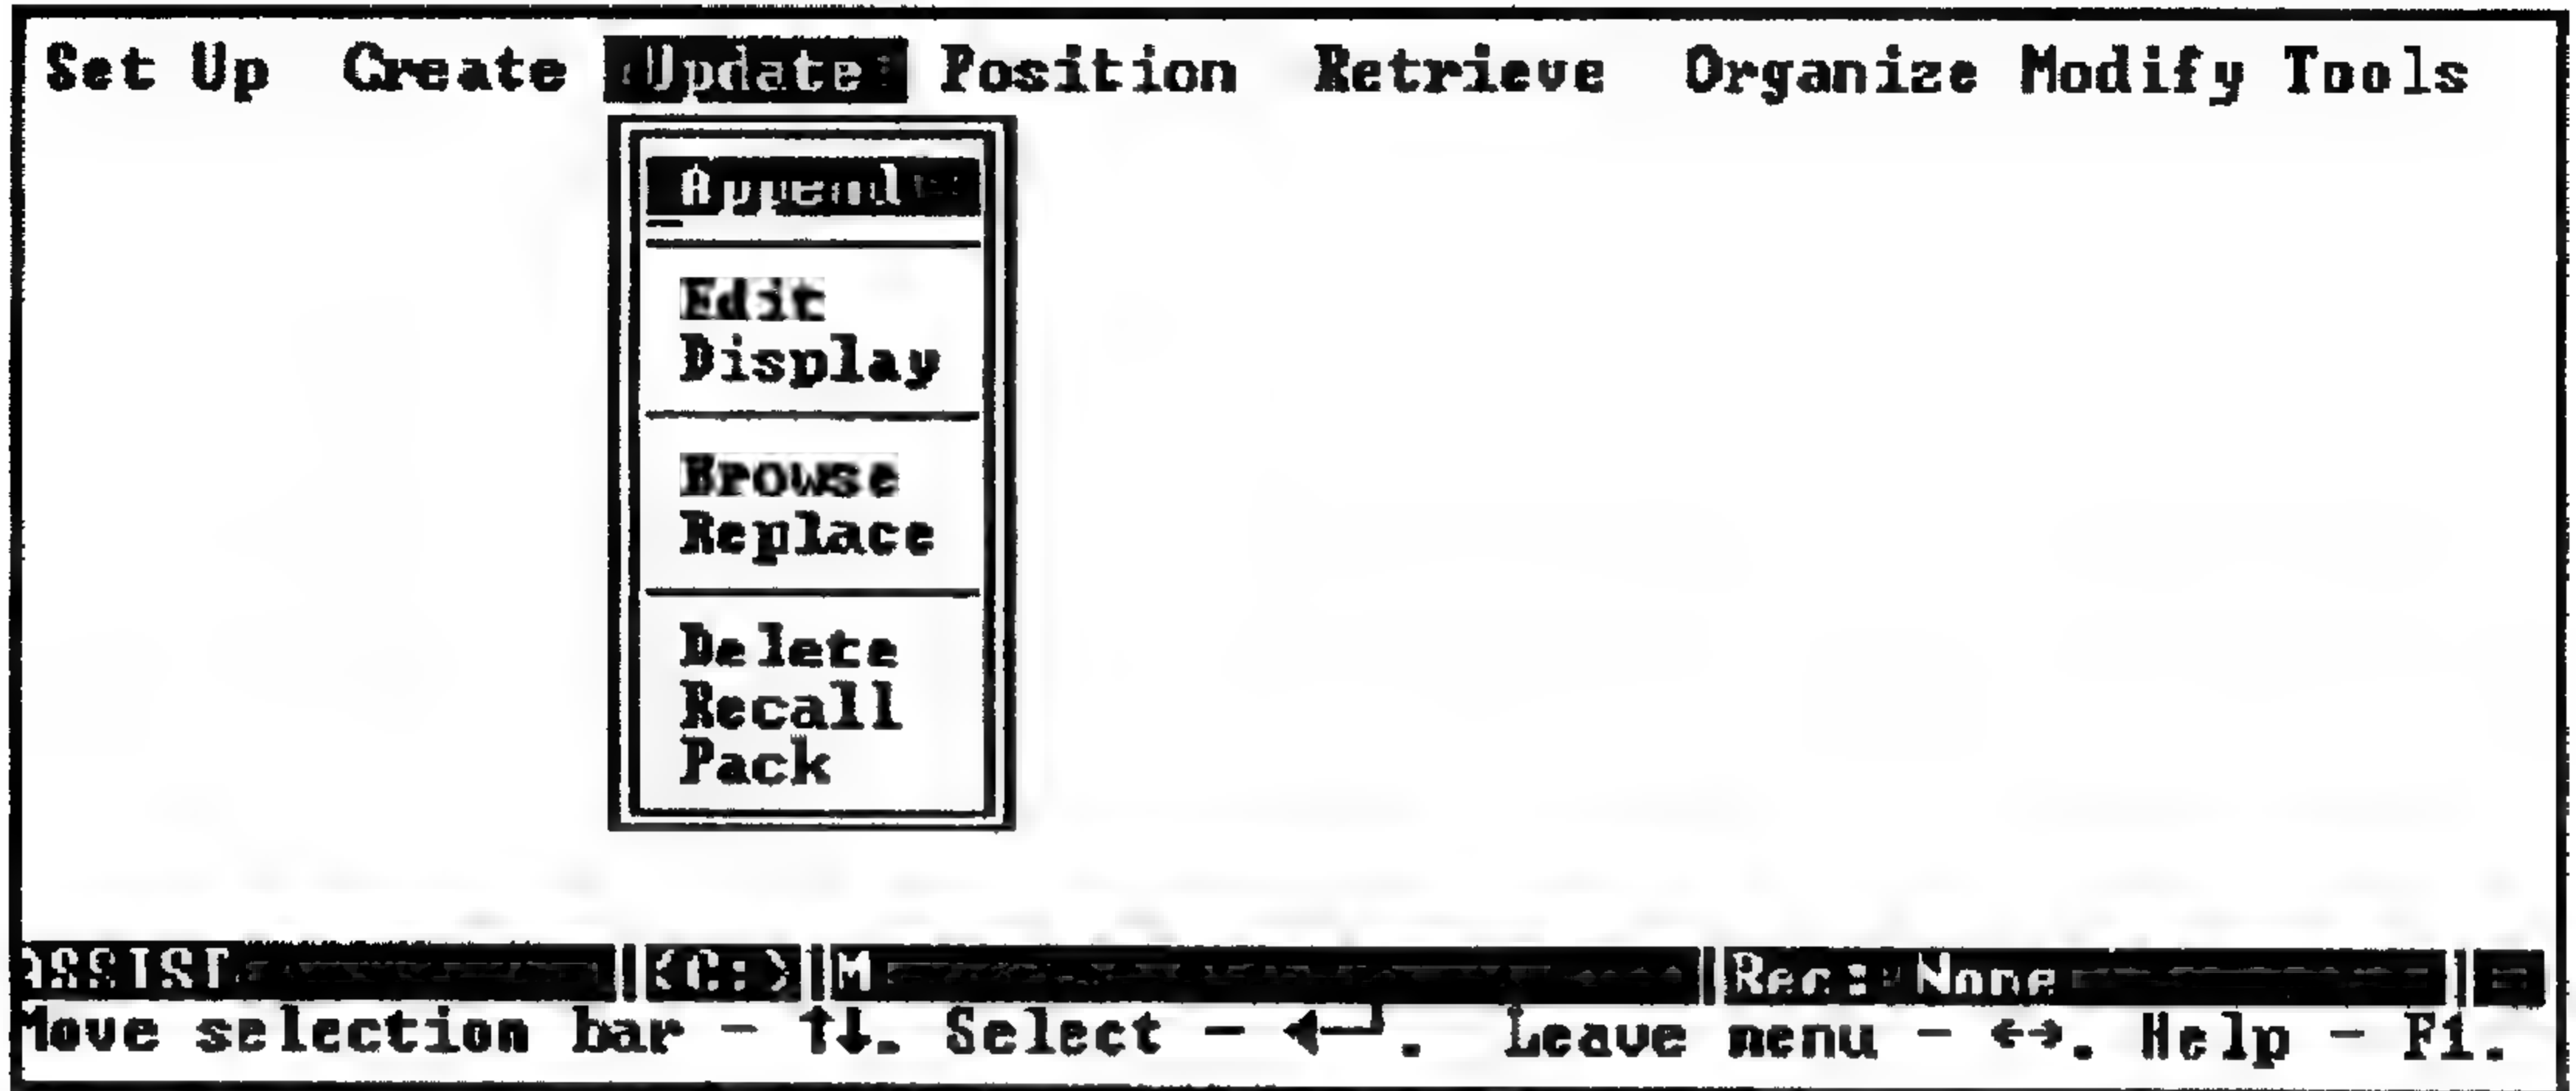 Set Up Create Update Position Retrieve Organize Modify Tools
Append
Edit
Display
Browse
Replace
Delete
Recall
Pack
ASSIST <C:> M Rec: None
Move selection bar - ↑↓. Select - ◄┘. Leave menu - ↔. Help - F1.